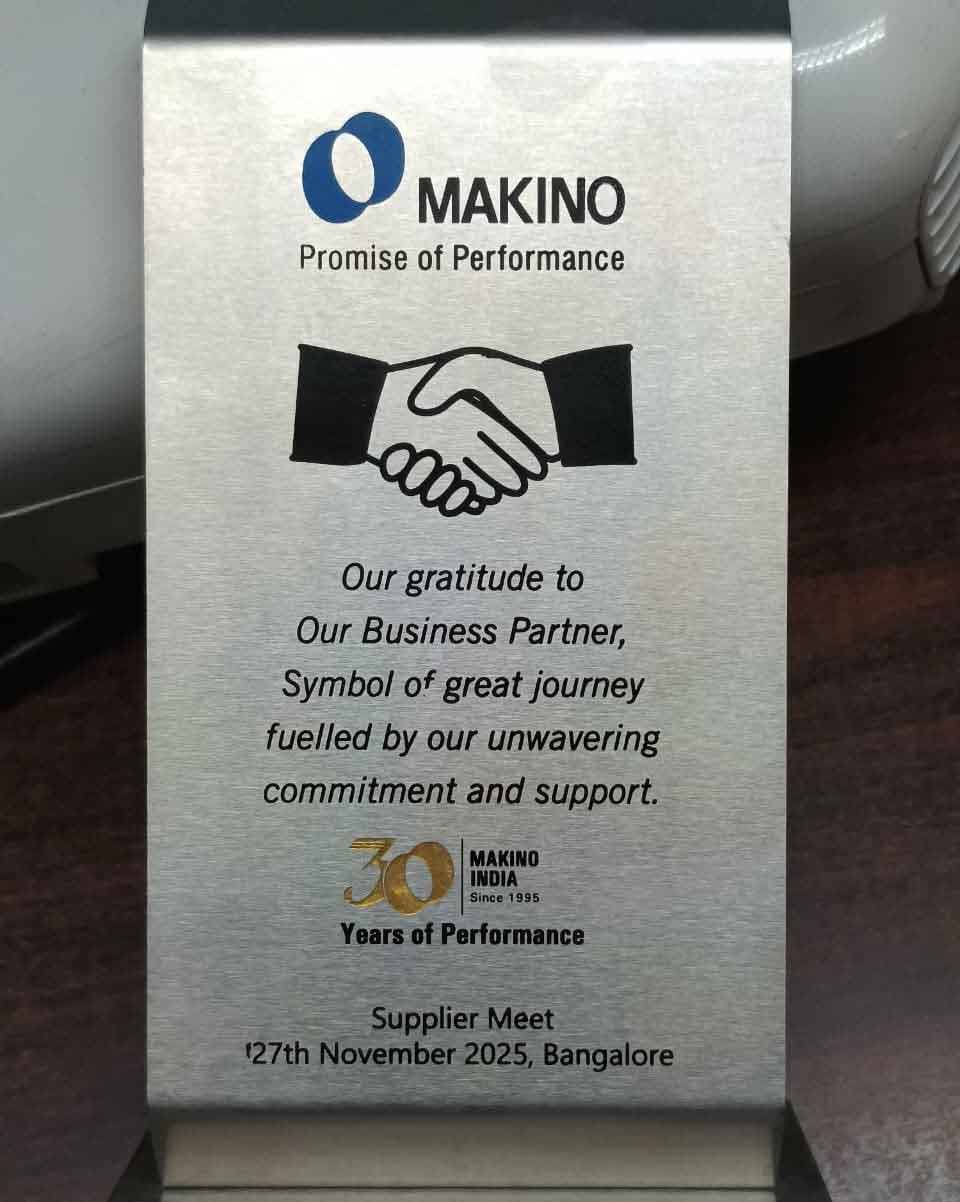 MAKINO
Promise of Performance
Our gratitude to
Our Business Partner,
Symbol of great journey
fuelled by our unwavering
commitment and support.
30
MAKINO
INDIA
Since 1995
Years of Performance
Supplier Meet
27th November 2025, Bangalore